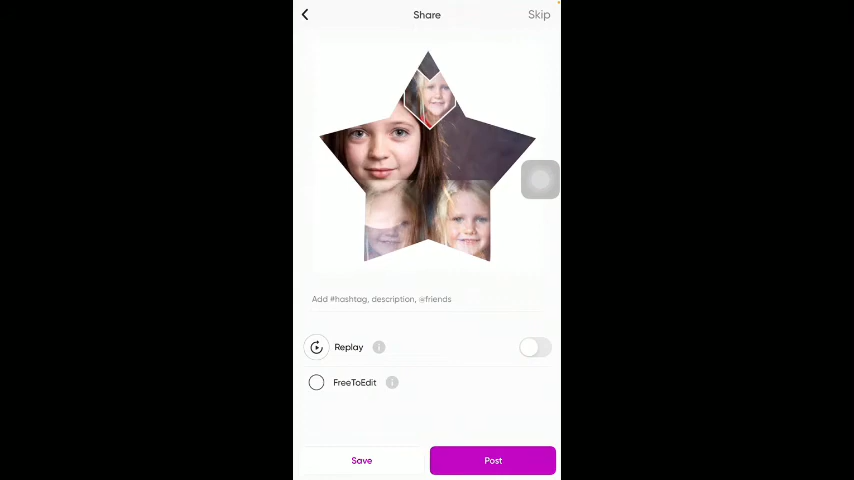 Share
Skip
Add #hashtag, description, @friends
Replay
FreeToEdit
Save
Post